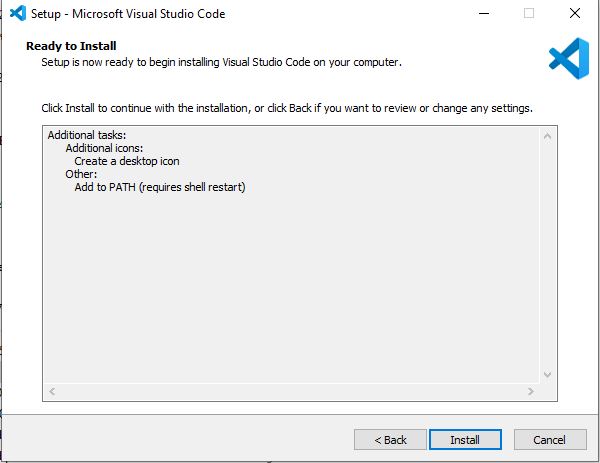 Setup - Microsoft Visual Studio Code
Ready to Install
Setup is now ready to begin installing Visual Studio Code on your computer.
Click Install to continue with the installation, or click Back if you want to review or change any settings.
Additional tasks:
Additional icons:
Create a desktop icon
Other:
Add to PATH (requires shell restart)
< Back
Install
Cancel